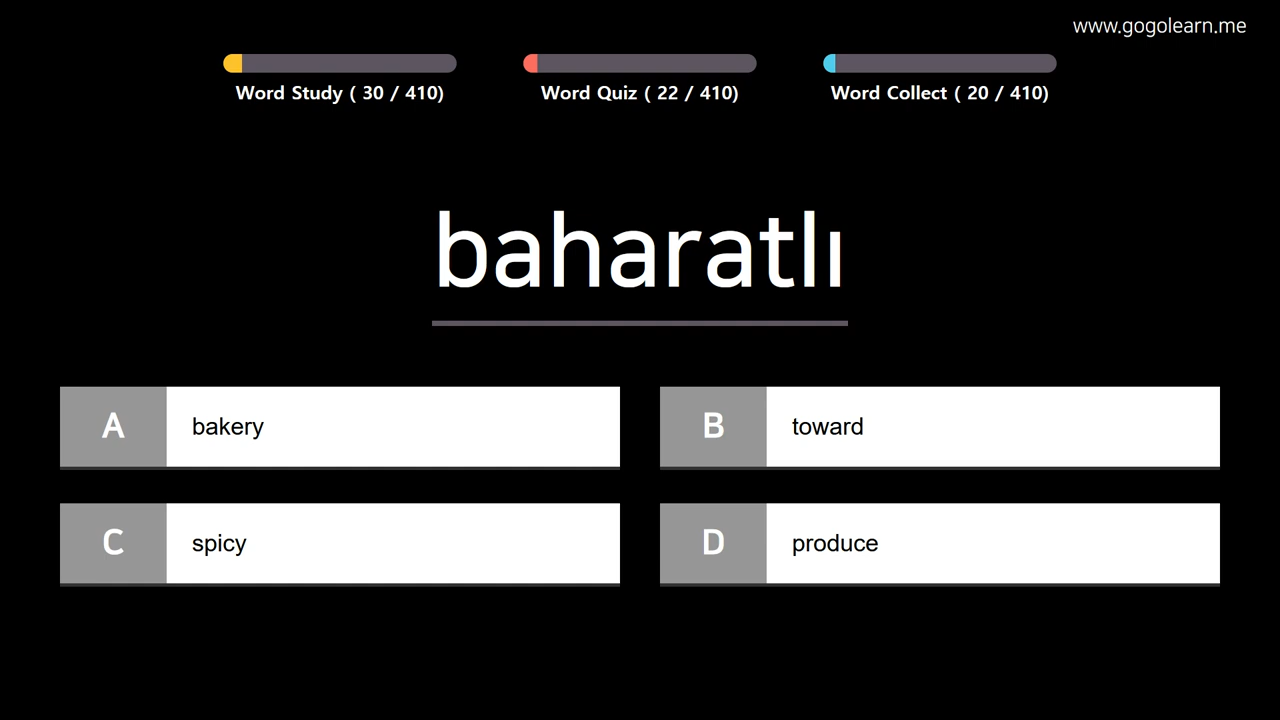 www.gogolearn.me
Word Study ( 30 / 410)
Word Quiz ( 22 / 410)
Word Collect ( 20 / 410)
baharatlı
A bakery
B toward
C spicy
D produce